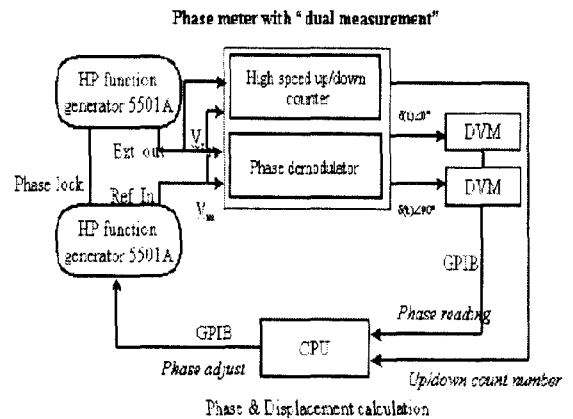 Phase meter with " dual measurement"
HP function
generator 5501A
High speed up/down
counter
Ext out
Phase demodulator
DVM
DVM
Phase lock
Ref In
HP function
generator 5501A
GPIB
Phase reading
GPIB
CPU
Phase adjust
Up/down count number
Phase & Displacement calculation